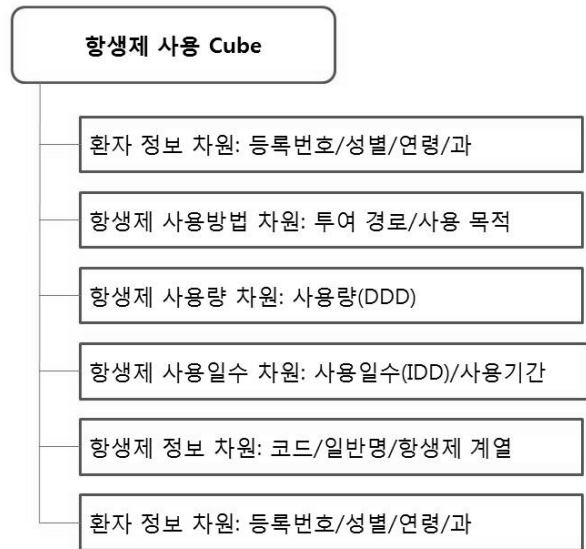 항생제 사용 Cube
환자 정보 차원: 등록번호/성별/연령/과
항생제 사용방법 차원: 투여 경로/사용 목적
항생제 사용량 차원: 사용량(DDD)
항생제 사용일수 차원: 사용일수(IDD)/사용기간
항생제 정보 차원: 코드/일반명/항생제 계열
환자 정보 차원: 등록번호/성별/연령/과